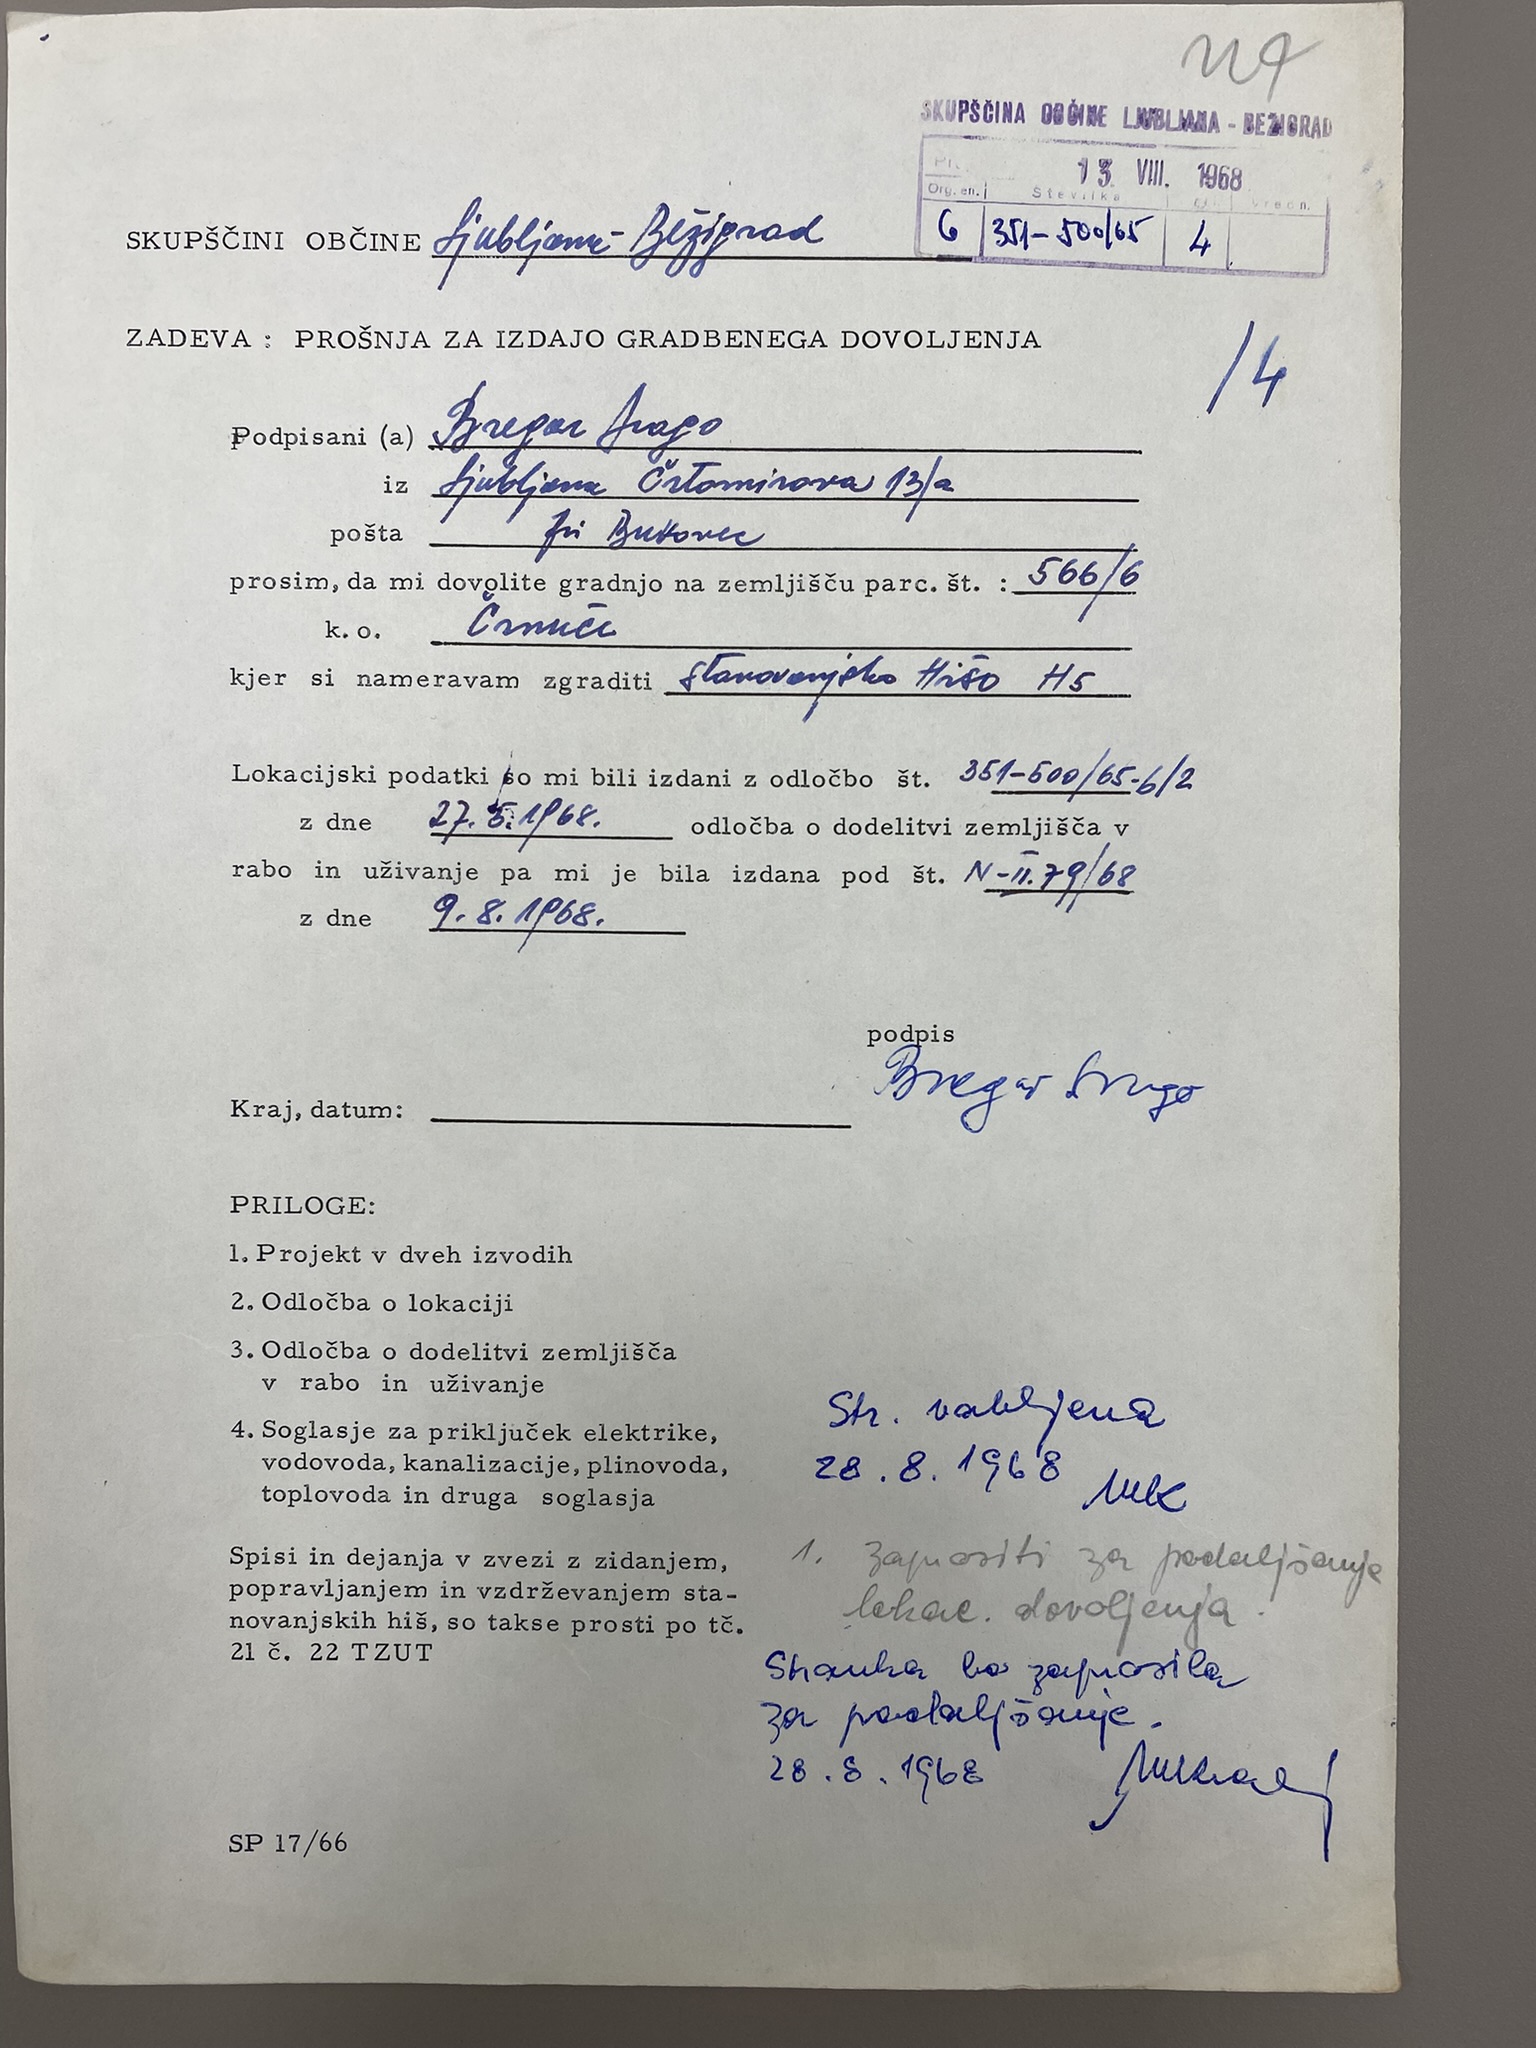 SKUPŠČINA OBČINE LJUBLJANA - BEŽIGRAD
13. VIII. 1968
Org. en. Številka
6 351-500/65 4
SKUPŠČINI OBČINE Ljubljana-Bežigrad
ZADEVA : PROŠNJA ZA IZDAJO GRADBENEGA DOVOLJENJA
/4
Podpisani (a) Bregar Drago
iz Ljubljana Črtomirova 13/a
pošta pri Bukovec
prosim, da mi dovolite gradnjo na zemljišču parc. št. : 566/6
k. o. Črnuče
kjer si nameravam zgraditi stanovanjsko Hišo H5
Lokacijski podatki so mi bili izdani z odločbo št. 351-500/65-6/2
z dne 27.5.1968. odločba o dodelitvi zemljišča v
rabo in uživanje pa mi je bila izdana pod št. N-II.79/68
z dne 9.8.1968.
podpis
Bregar Drago
Kraj, datum:
PRILOGE:
1. Projekt v dveh izvodih
2. Odločba o lokaciji
3. Odločba o dodelitvi zemljišča
v rabo in uživanje
4. Soglasje za priključek elektrike,
vodovoda, kanalizacije, plinovoda,
toplovoda in druga soglasja
Spisi in dejanja v zvezi z zidanjem,
popravljanjem in vzdrževanjem sta-
novanjskih hiš, so takse prosti po tč.
21 č. 22 TZUT
Str. vabljena
28.8.1968
1. zaprositi za podaljšanje
lokac. dovoljenja.
Stranka bo zaprosila
za podaljšanje.
28.8.1968
SP 17/66